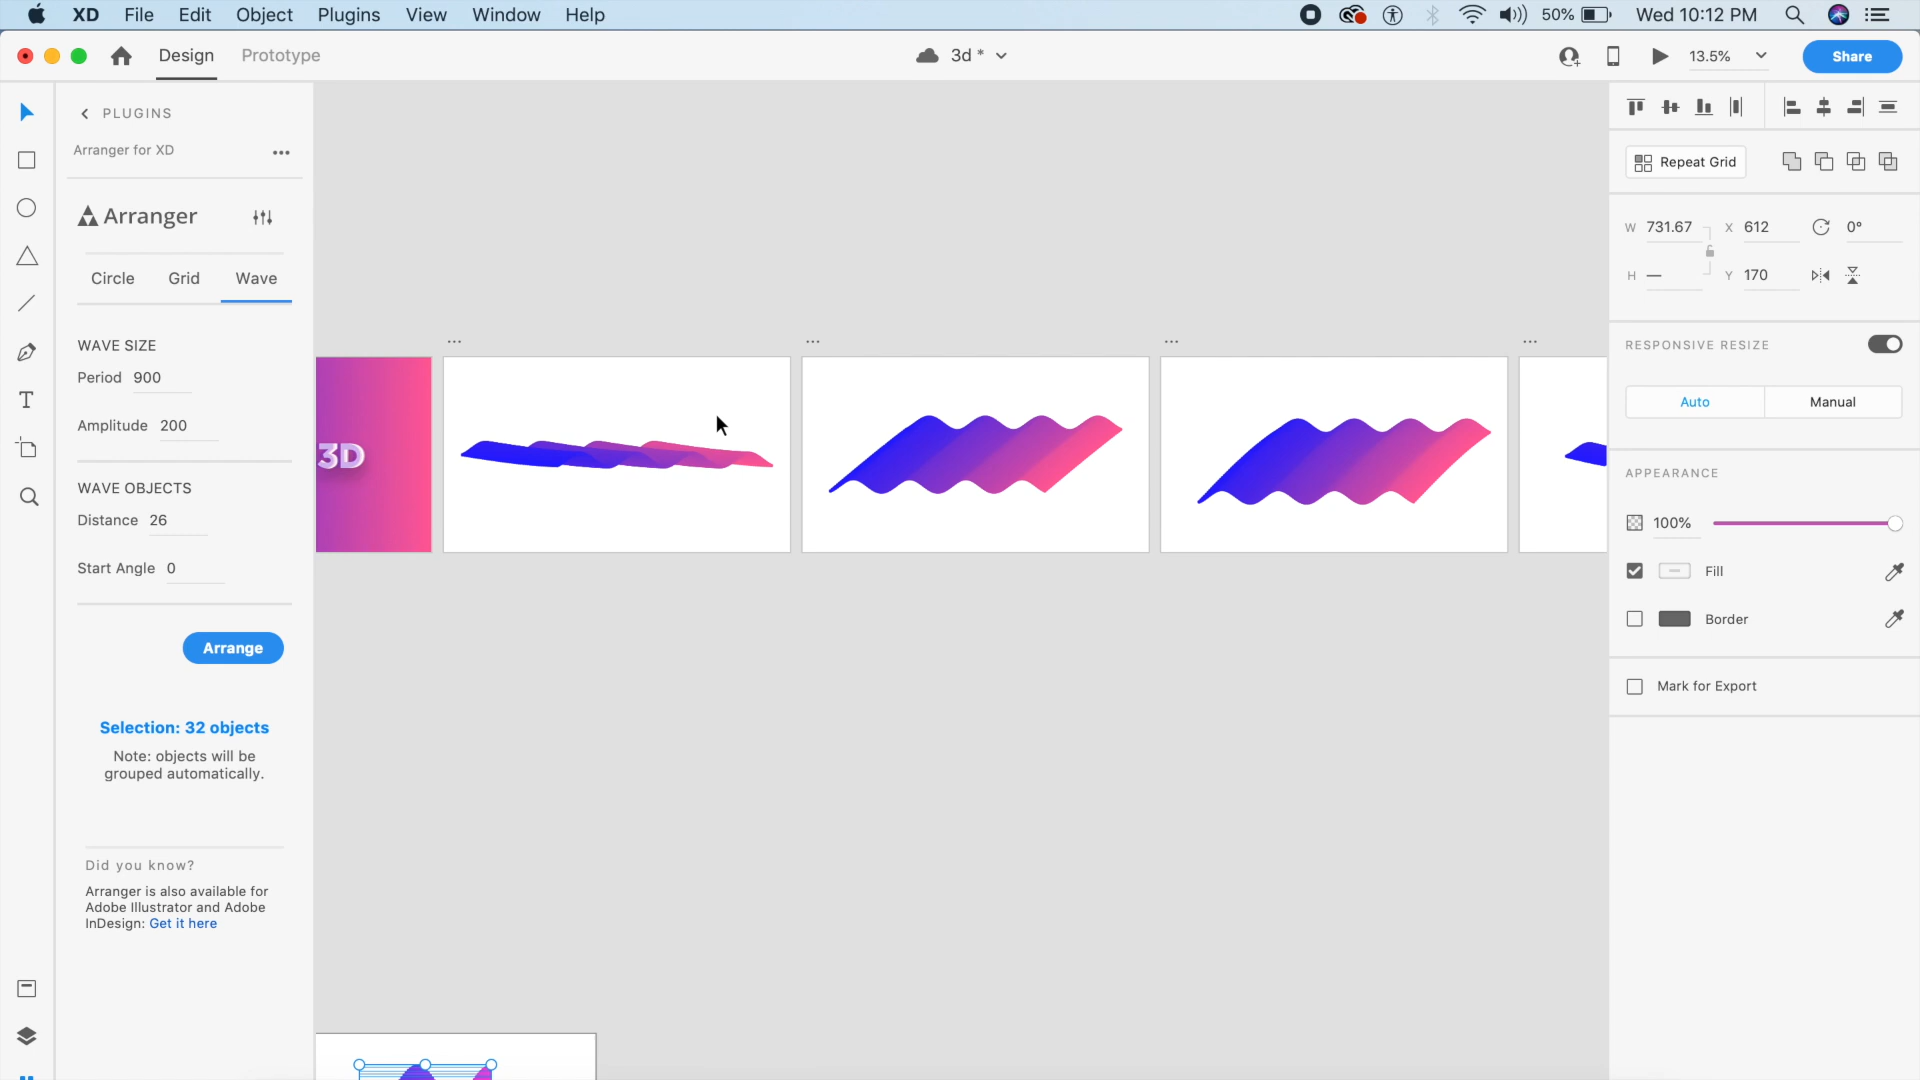 XD File Edit Object Plugins View Window Help
50% Wed 10:12 PM
Design Prototype
3d *
13.5%
Share
PLUGINS
Arranger for XD
Arranger
Circle Grid Wave
WAVE SIZE
Period 900
Amplitude 200
WAVE OBJECTS
Distance 26
Start Angle 0
Arrange
Selection: 32 objects
Note: objects will be
grouped automatically.
Did you know?
Arranger is also available for
Adobe Illustrator and Adobe
InDesign: Get it here
3D
Repeat Grid
W 731.67 X 612 0°
H — Y 170
RESPONSIVE RESIZE
Auto Manual
APPEARANCE
100%
Fill
Border
Mark for Export